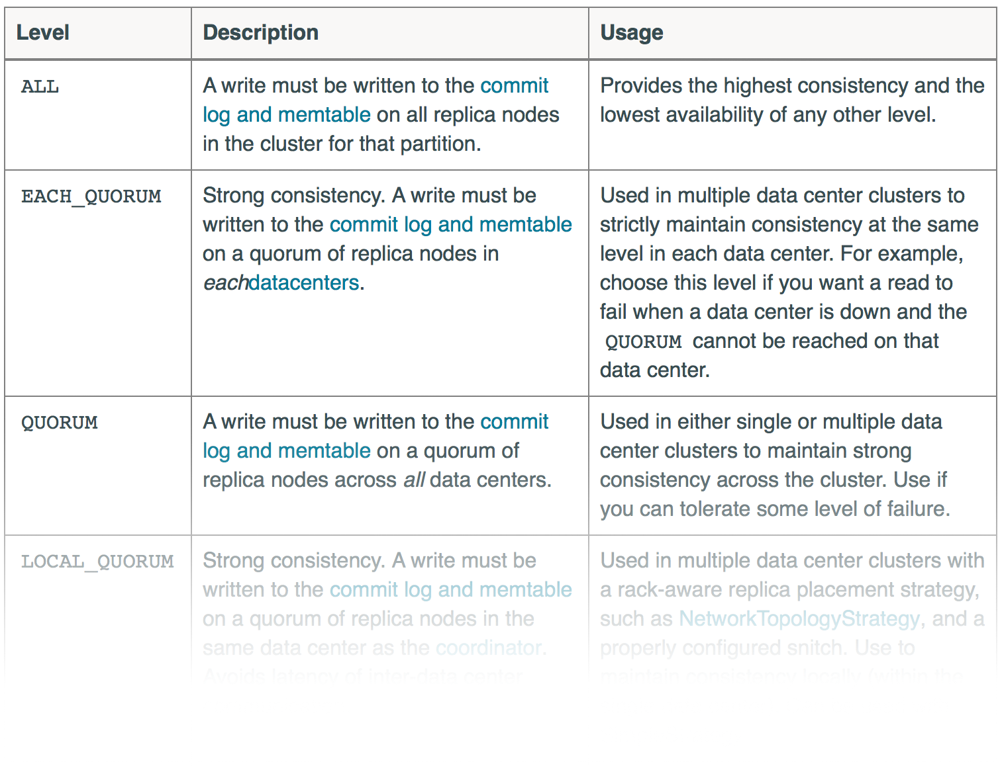 Level
Description
Usage
ALL
A write must be written to the commit
log and memtable on all replica nodes
in the cluster for that partition.
Provides the highest consistency and the
lowest availability of any other level.
EACH_QUORUM
Strong consistency. A write must be
written to the commit log and memtable
on a quorum of replica nodes in
eachdatacenters.
Used in multiple data center clusters to
strictly maintain consistency at the same
level in each data center. For example,
choose this level if you want a read to
fail when a data center is down and the
QUORUM cannot be reached on that
data center.
QUORUM
A write must be written to the commit
log and memtable on a quorum of
replica nodes across all data centers.
Used in either single or multiple data
center clusters to maintain strong
consistency across the cluster. Use if
you can tolerate some level of failure.
LOCAL_QUORUM
Strong consistency. A write must be
written to the commit log and memtable
on a quorum of replica nodes in the
same data center as the coordinator.
Avoids latency of inter-data center
Used in multiple data center clusters with
a rack-aware replica placement strategy,
such as NetworkTopologyStrategy, and a
properly configured snitch. Use to
maintain consistency locally (within the